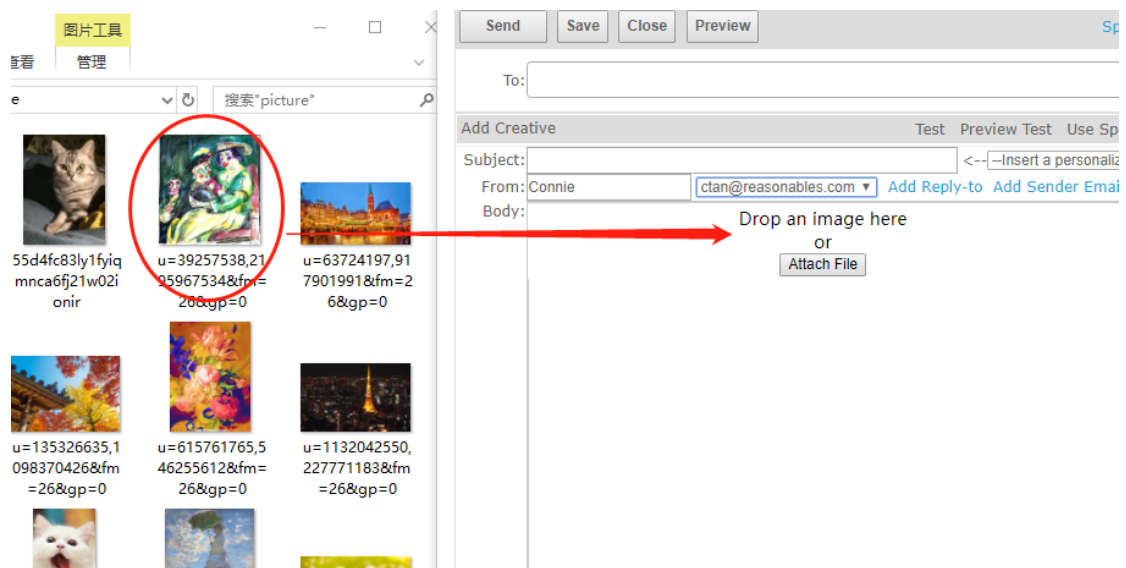 图片工具
查看 管理
e
搜索"picture"
55d4fc83ly1fyiq
mnca6fj21w02i
onir
u=39257538,21
95967534&fm=
26&gp=0
u=63724197,91
7901991&fm=2
6&gp=0
u=135326635,1
098370426&fm
=26&gp=0
u=615761765,5
46255612&fm=
26&gp=0
u=1132042550,
227771183&fm
=26&gp=0
Send Save Close Preview Sp
To:
Add Creative Test Preview Test Use Sp
Subject: <-- --Insert a personaliz
From: Connie ctan@reasonables.com Add Reply-to Add Sender Emai
Body:
Drop an image here
or
Attach File